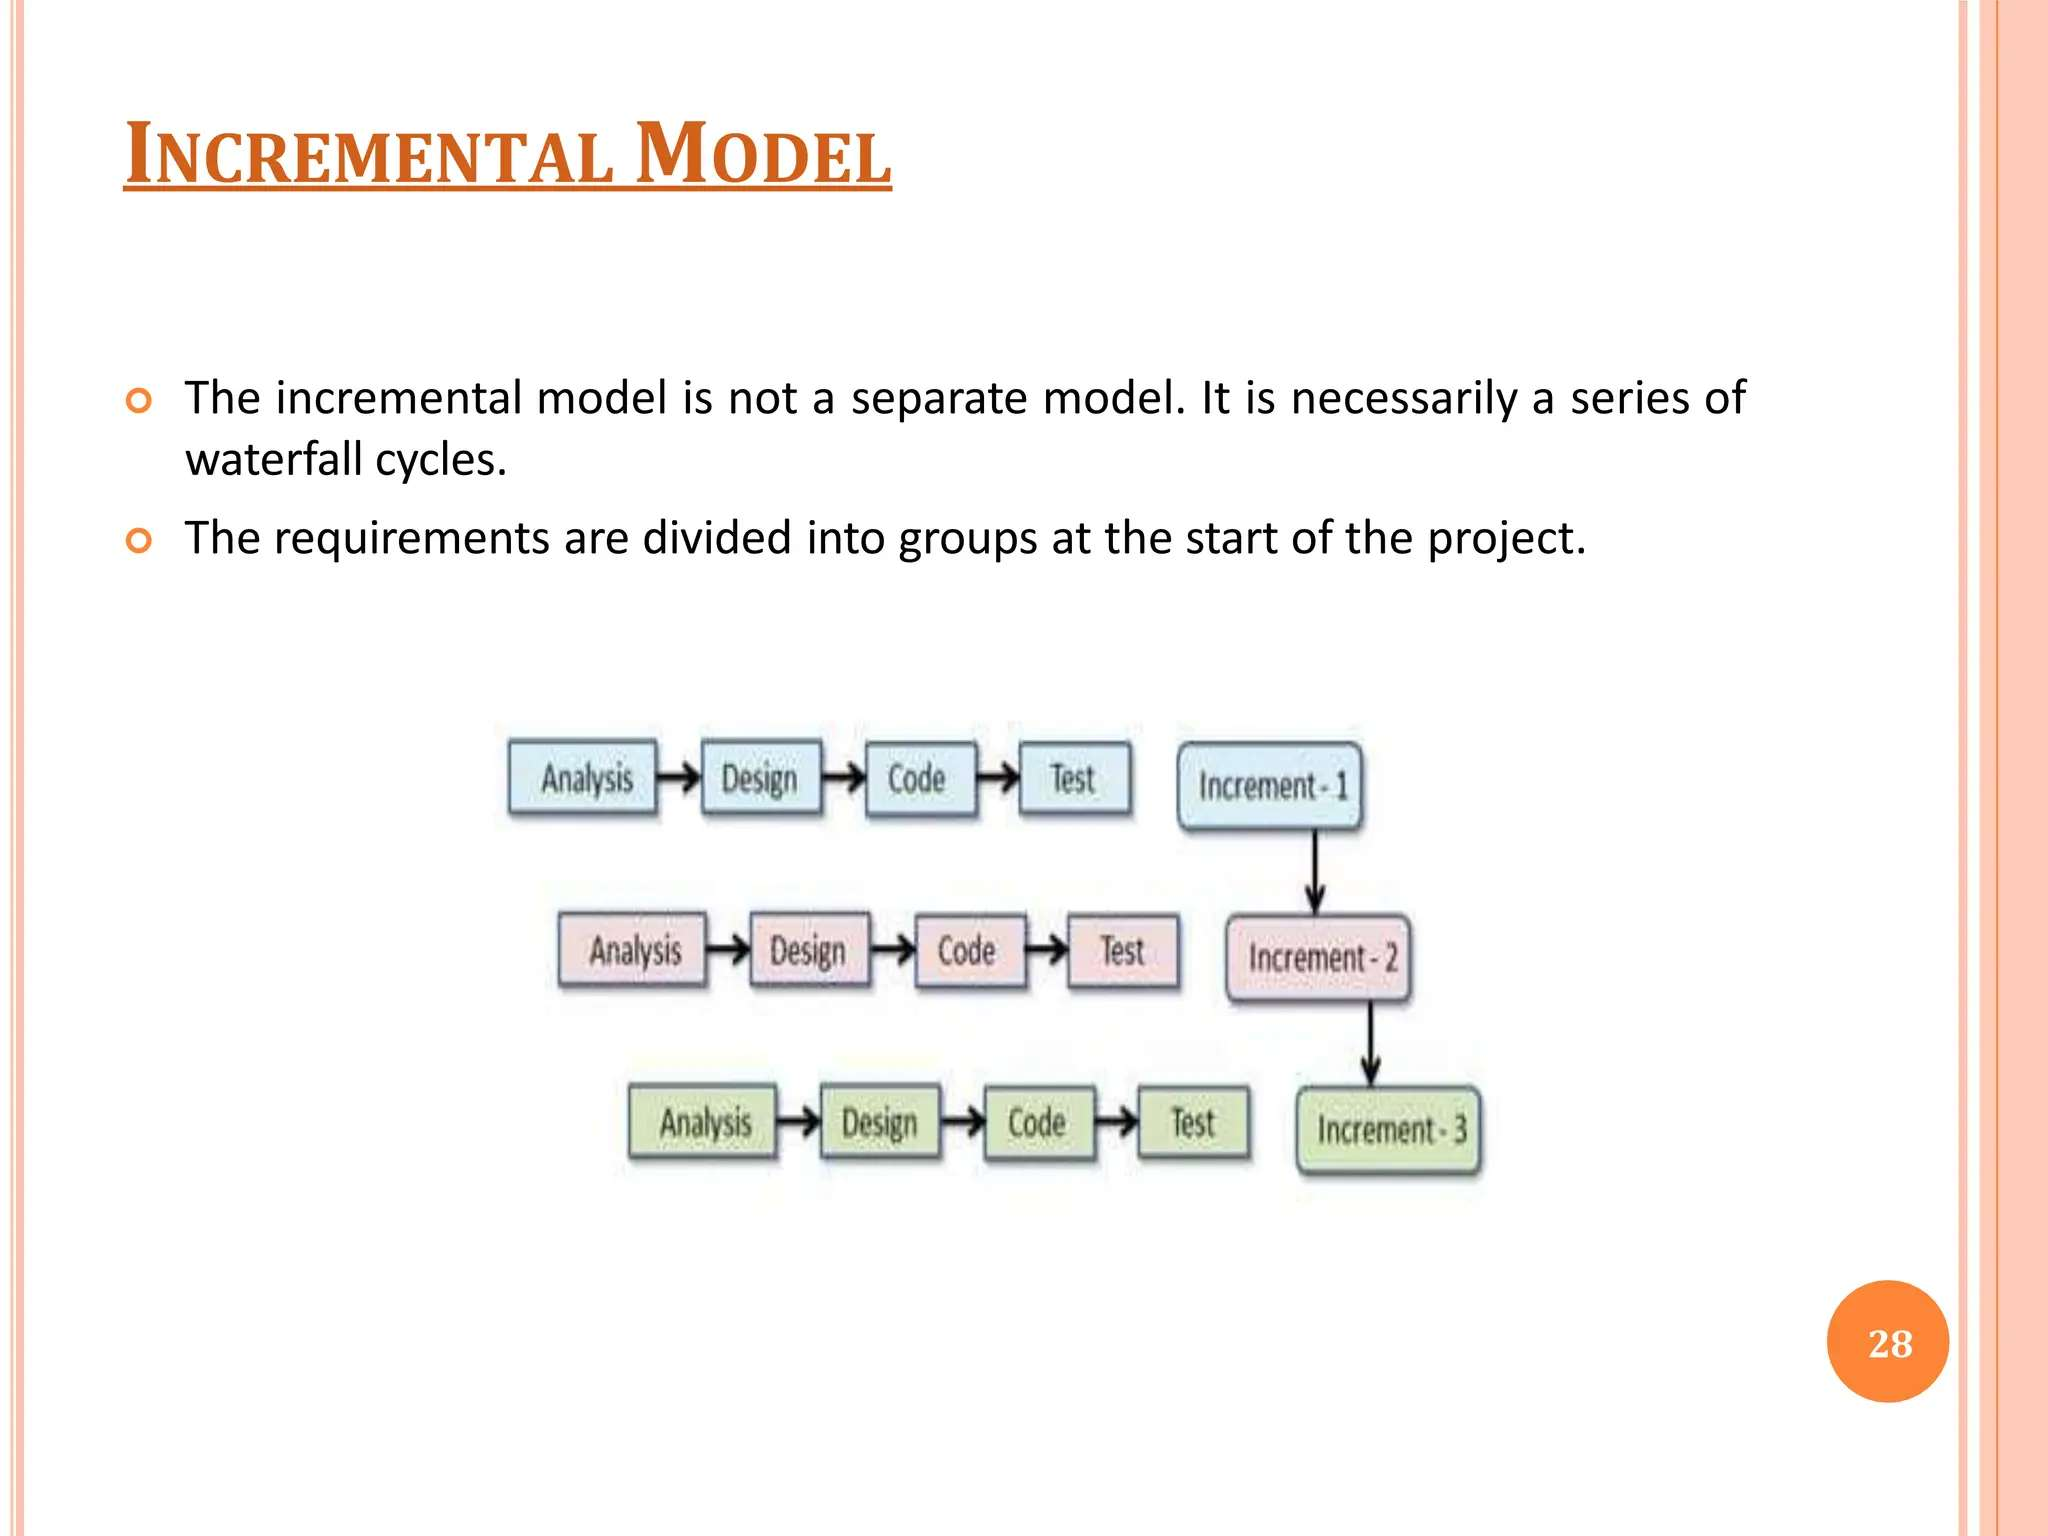 INCREMENTAL MODEL
The incremental model is not a separate model. It is necessarily a series of
waterfall cycles.
The requirements are divided into groups at the start of the project.
Analysis Design Code Test Increment - 1
Analysis Design Code Test Increment - 2
Analysis Design Code Test Increment - 3
28